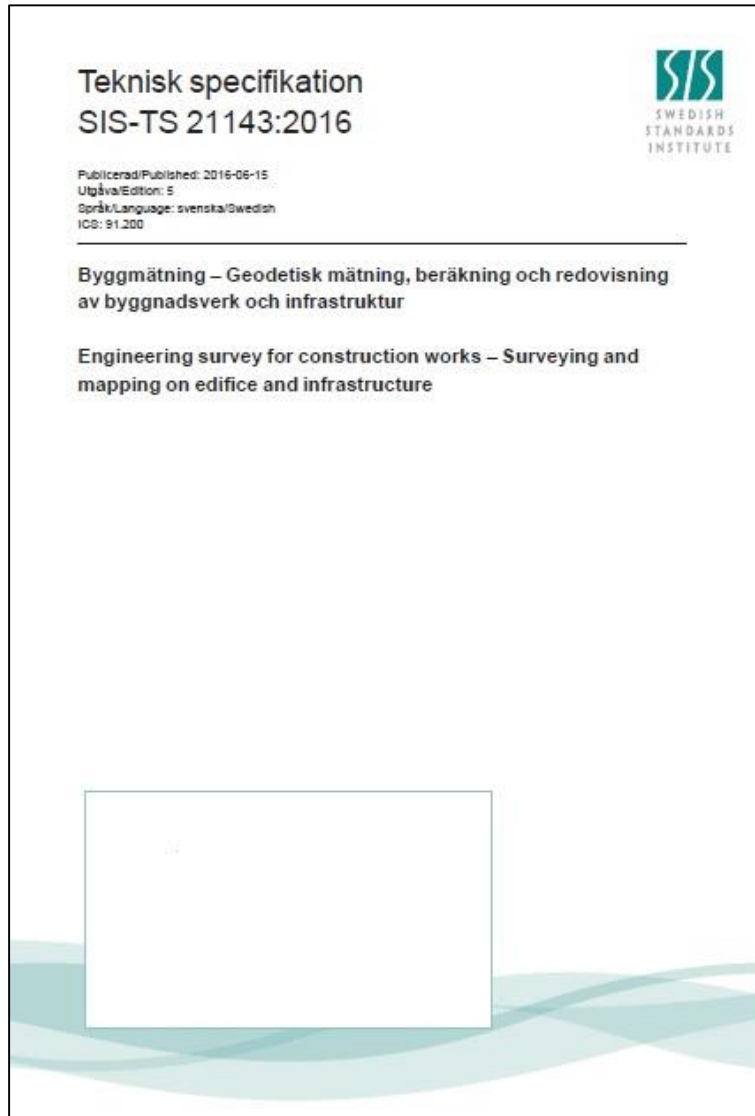 Teknisk specifikation
SIS-TS 21143:2016
SIS
SWEDISH
STANDARDS
INSTITUTE
Publicerad/Published: 2016-06-15
Utgåva/Edition: 5
Språk/Language: svenska/Swedish
ICS: 91.200
Byggmätning – Geodetisk mätning, beräkning och redovisning
av byggnadsverk och infrastruktur
Engineering survey for construction works – Surveying and
mapping on edifice and infrastructure